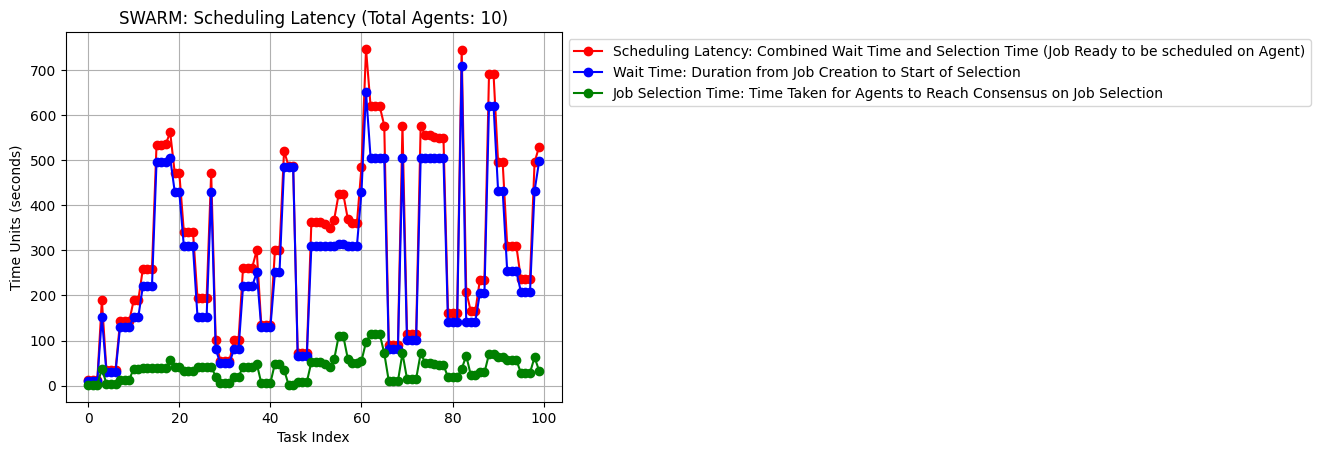 SWARM: Scheduling Latency (Total Agents: 10)
Scheduling Latency: Combined Wait Time and Selection Time (Job Ready to be scheduled on Agent)
Wait Time: Duration from Job Creation to Start of Selection
Job Selection Time: Time Taken for Agents to Reach Consensus on Job Selection
Time Units (seconds)
700
600
500
400
300
200
100
0
0 20 40 60 80 100
Task Index